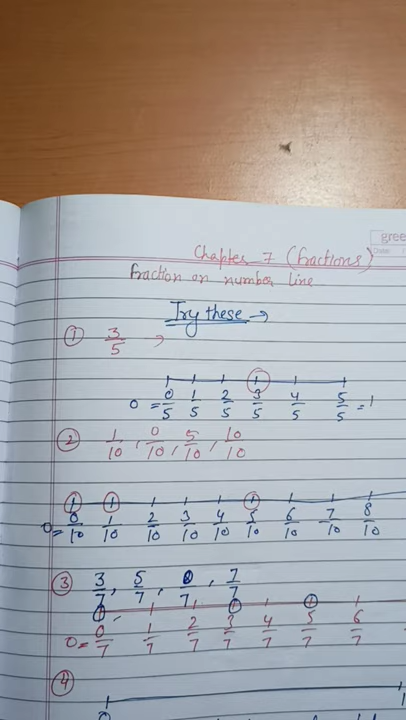 gree
Date
Chapter 7 (fractions)
fraction on number line
Try these →
① 3/5 →
0 = 0/5 1/5 2/5 3/5 4/5 5/5 = 1
② 1/10, 0/10, 5/10, 10/10
0 = 0/10 1/10 2/10 3/10 4/10 5/10 6/10 7/10 8/10
③ 3/7, 5/7, 0/7, 7/7
0 = 0/7 1/7 2/7 3/7 4/7 5/7 6/7
④